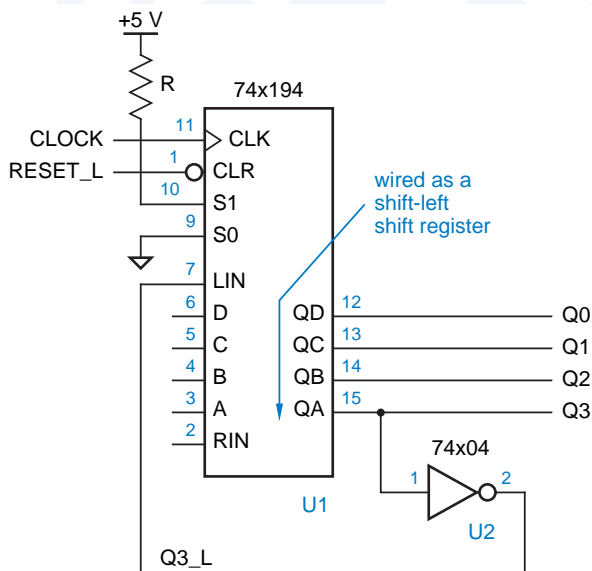 +5 V
R
74x194
CLOCK
11
CLK
RESET_L
1
CLR
10
S1
9
S0
wired as a
shift-left
shift register
7
LIN
6
D
QD
12
Q0
5
C
QC
13
Q1
4
B
QB
14
Q2
3
A
QA
15
Q3
2
RIN
74x04
1
2
U1
U2
Q3_L